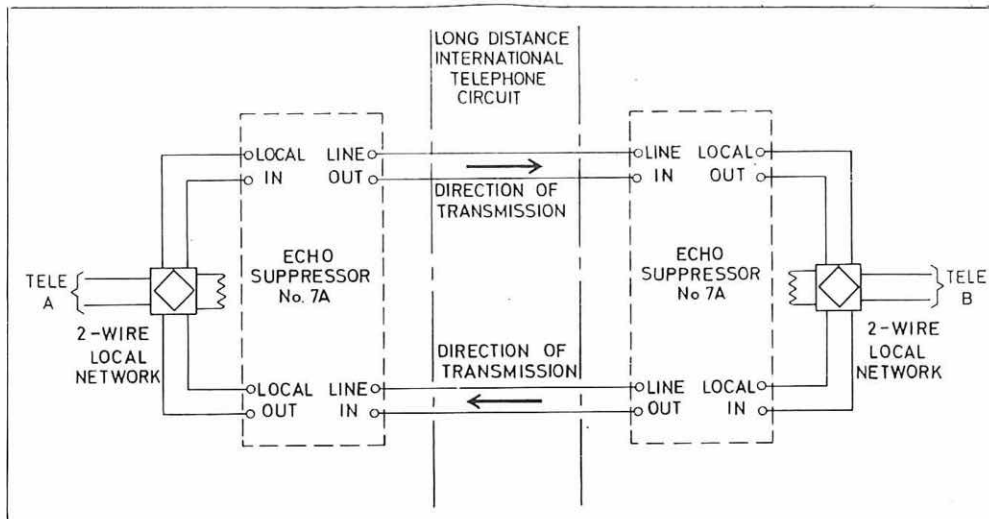 LONG DISTANCE
INTERNATIONAL
TELEPHONE
CIRCUIT
LOCAL LINE
IN OUT
LINE LOCAL
IN OUT
DIRECTION OF
TRANSMISSION
ECHO
SUPPRESSOR
No. 7A
ECHO
SUPPRESSOR
No 7A
TELE
A
2-WIRE
LOCAL
NETWORK
TELE
B
2-WIRE
LOCAL
NETWORK
DIRECTION OF
TRANSMISSION
LOCAL LINE
OUT IN
LINE LOCAL
OUT IN